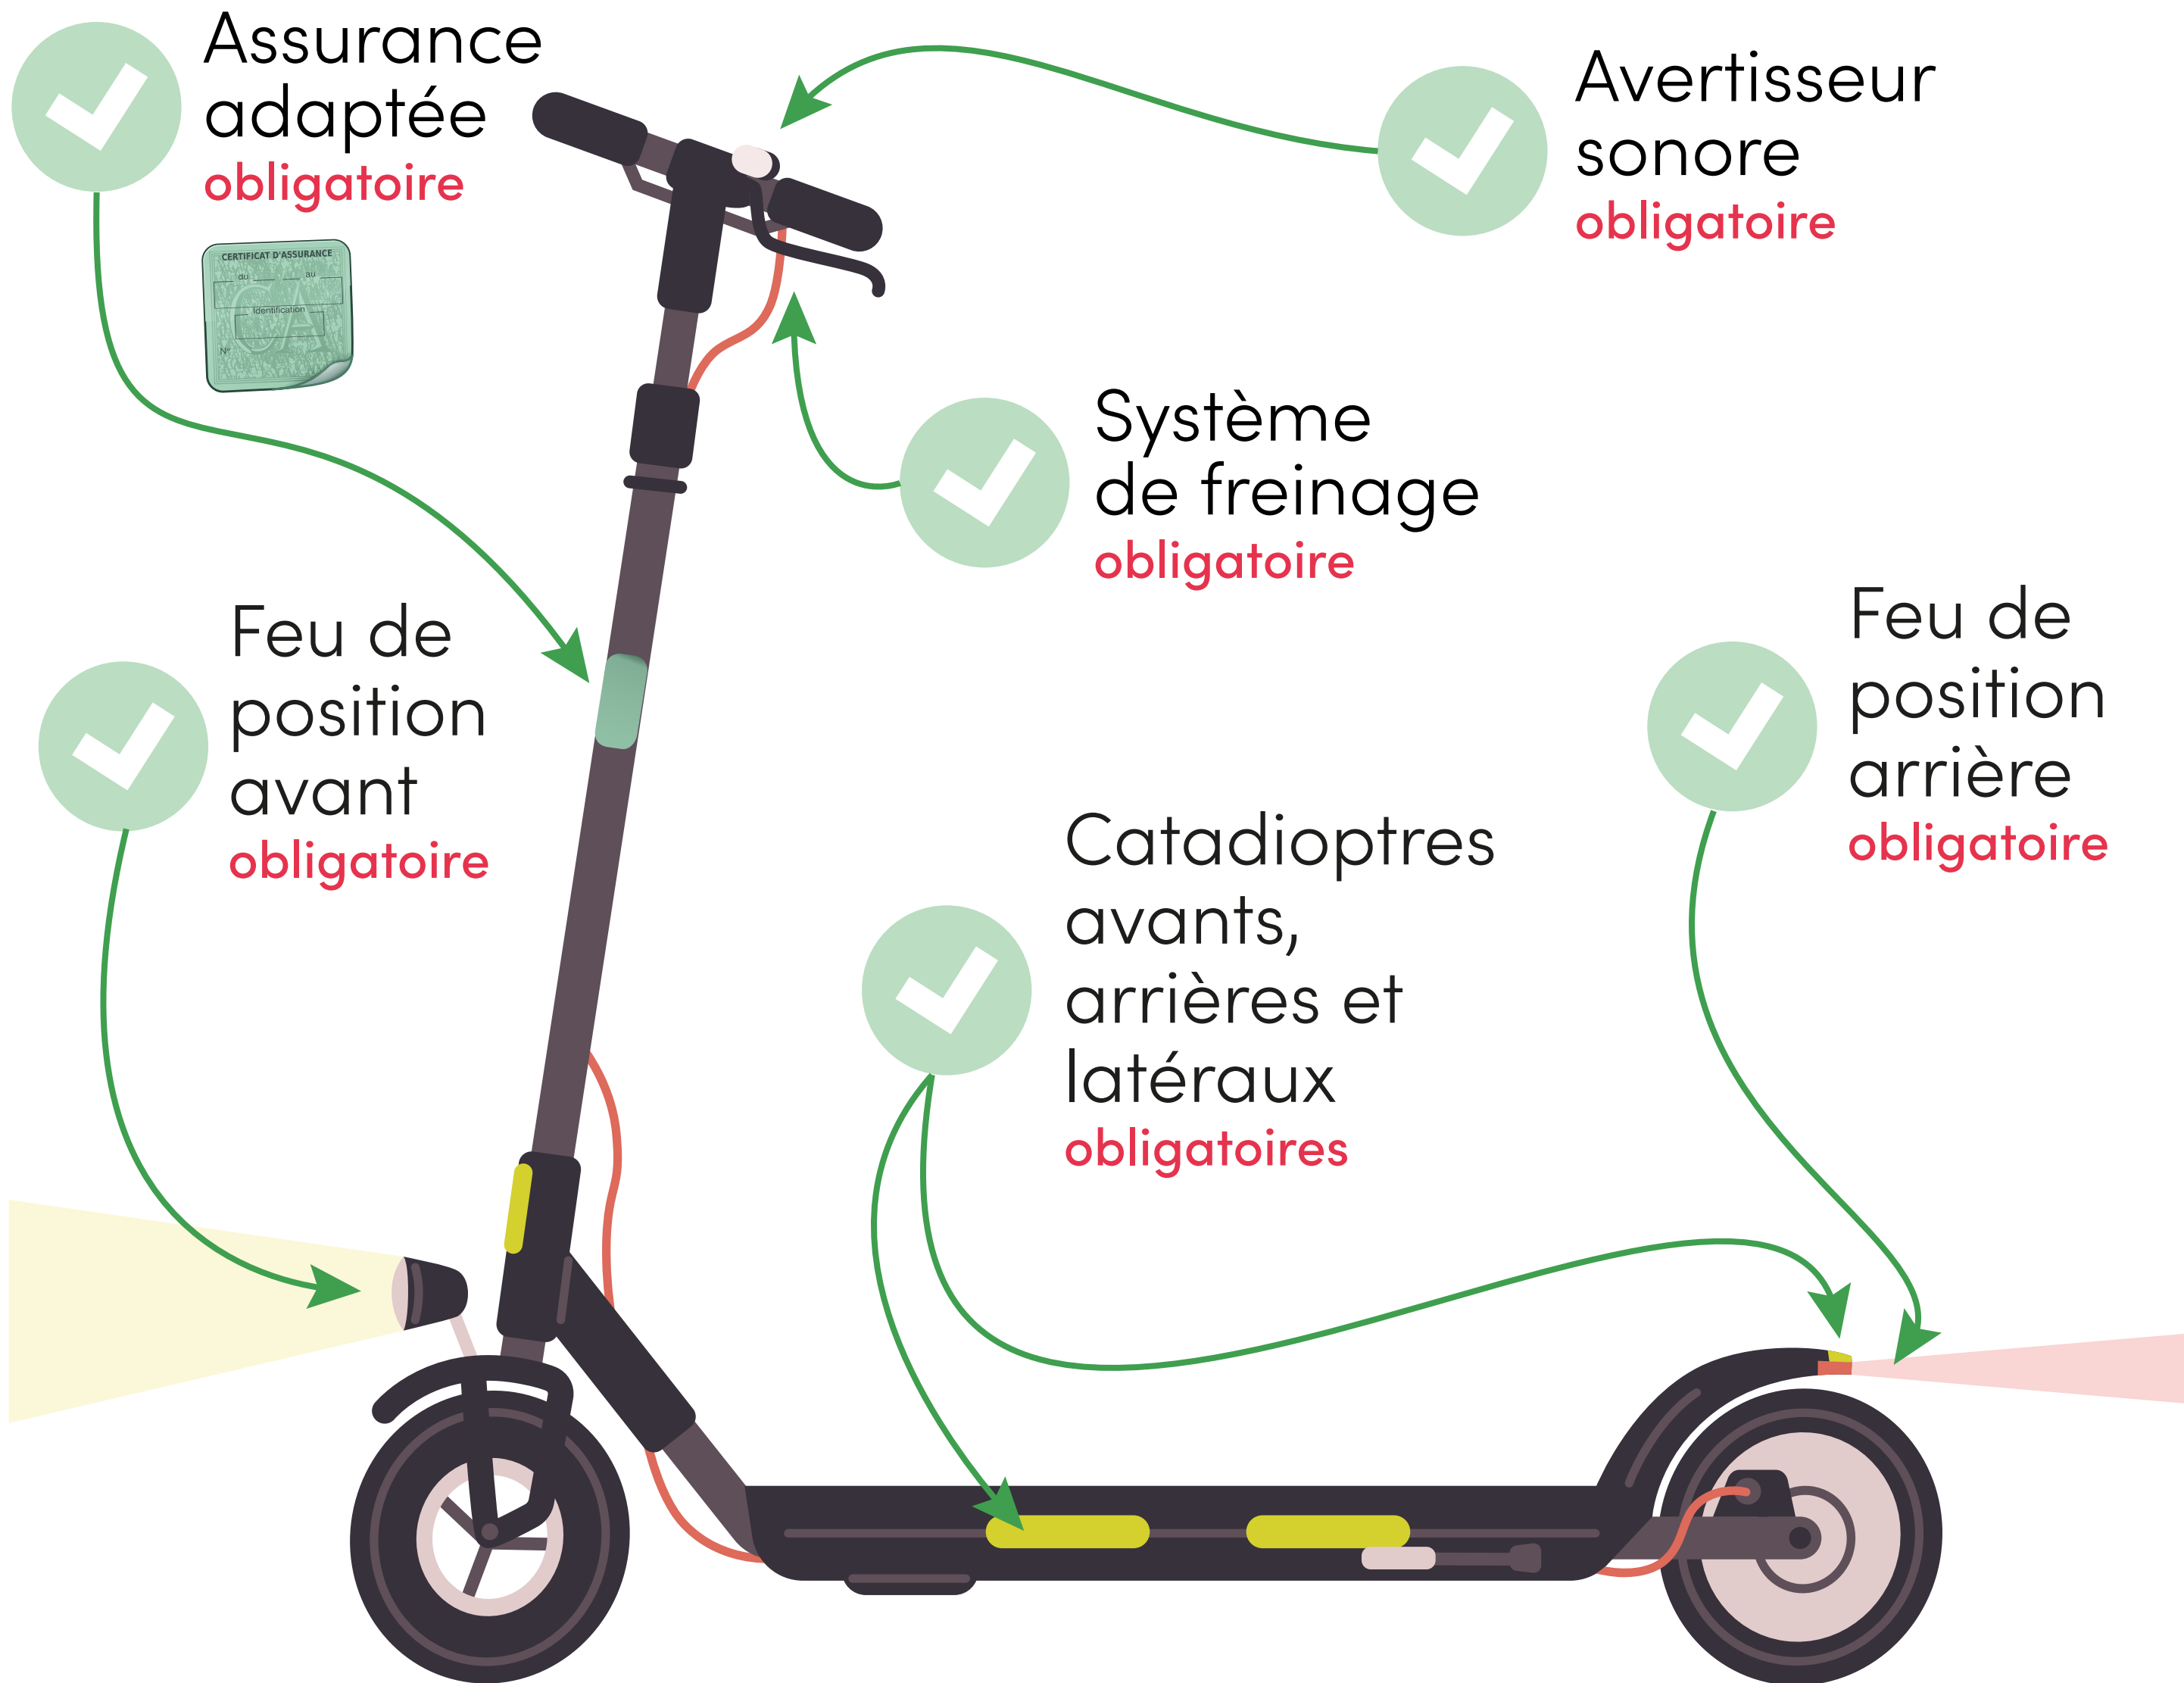 Assurance
adaptée
obligatoire
CERTIFICAT D'ASSURANCE
du au
Identification
N°
CA
Avertisseur
sonore
obligatoire
Système
de freinage
obligatoire
Feu de
position
avant
obligatoire
Feu de
position
arrière
obligatoire
Catadioptres
avants,
arrières et
latéraux
obligatoires